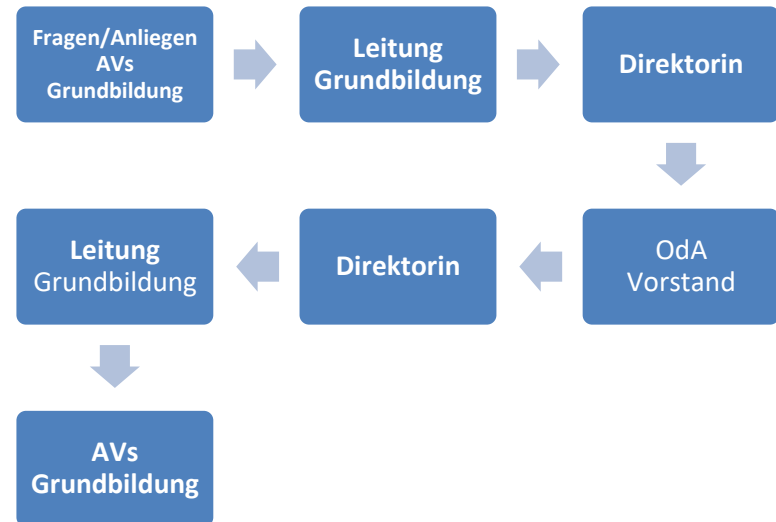 Fragen/Anliegen
AVs
Grundbildung
Leitung
Grundbildung
Direktorin
OdA
Vorstand
Direktorin
Leitung
Grundbildung
AVs
Grundbildung